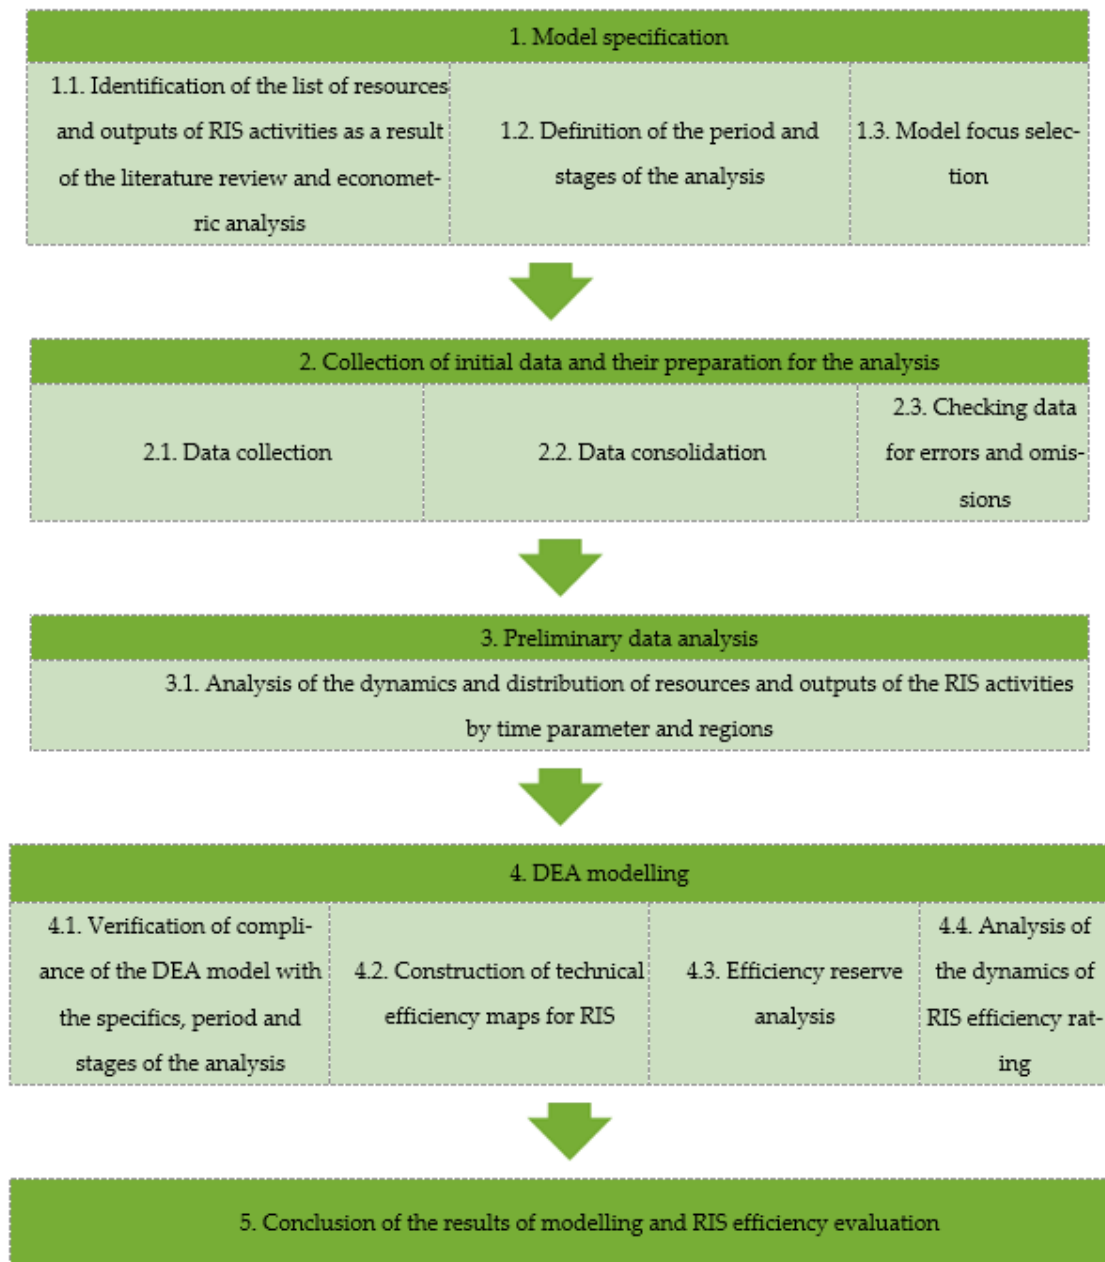 1. Model specification
1.1. Identification of the list of resources
and outputs of RIS activities as a result
of the literature review and economet-
ric analysis
1.2. Definition of the period and
stages of the analysis
1.3. Model focus selec-
tion
2. Collection of initial data and their preparation for the analysis
2.1. Data collection
2.2. Data consolidation
2.3. Checking data
for errors and omis-
sions
3. Preliminary data analysis
3.1. Analysis of the dynamics and distribution of resources and outputs of the RIS activities
by time parameter and regions
4. DEA modelling
4.1. Verification of compli-
ance of the DEA model with
the specifics, period and
stages of the analysis
4.2. Construction of technical
efficiency maps for RIS
4.3. Efficiency reserve
analysis
4.4. Analysis of
the dynamics of
RIS efficiency rat-
ing
5. Conclusion of the results of modelling and RIS efficiency evaluation